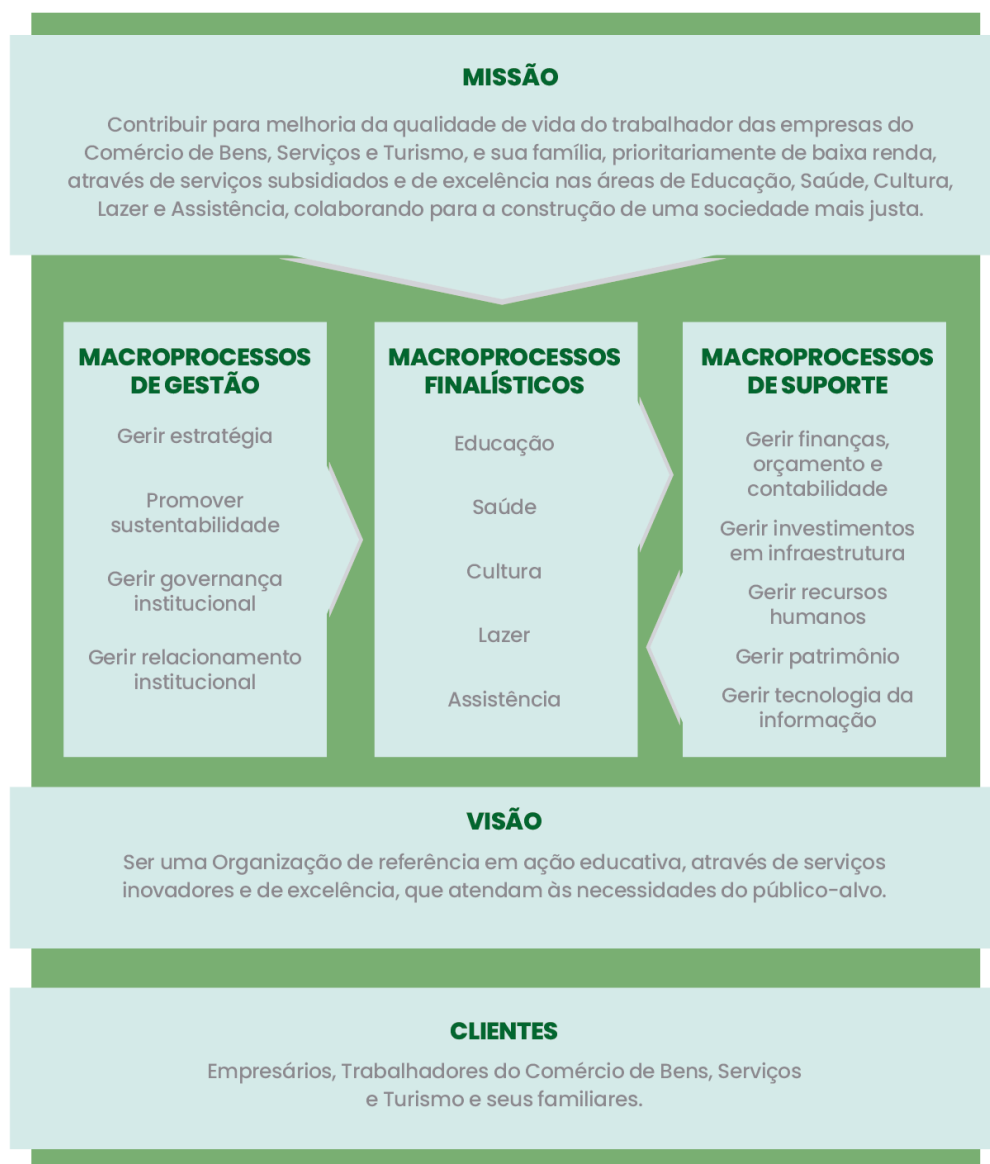 MISSÃO
Contribuir para melhoria da qualidade de vida do trabalhador das empresas do
Comércio de Bens, Serviços e Turismo, e sua família, prioritariamente de baixa renda,
através de serviços subsidiados e de excelência nas áreas de Educação, Saúde, Cultura,
Lazer e Assistência, colaborando para a construção de uma sociedade mais justa.
MACROPROCESSOS
DE GESTÃO
Gerir estratégia
Promover
sustentabilidade
Gerir governança
institucional
Gerir relacionamento
institucional
MACROPROCESSOS
FINALÍSTICOS
Educação
Saúde
Cultura
Lazer
Assistência
MACROPROCESSOS
DE SUPORTE
Gerir finanças,
orçamento e
contabilidade
Gerir investimentos
em infraestrutura
Gerir recursos
humanos
Gerir patrimônio
Gerir tecnologia da
informação
VISÃO
Ser uma Organização de referência em ação educativa, através de serviços
inovadores e de excelência, que atendam às necessidades do público-alvo.
CLIENTES
Empresários, Trabalhadores do Comércio de Bens, Serviços
e Turismo e seus familiares.